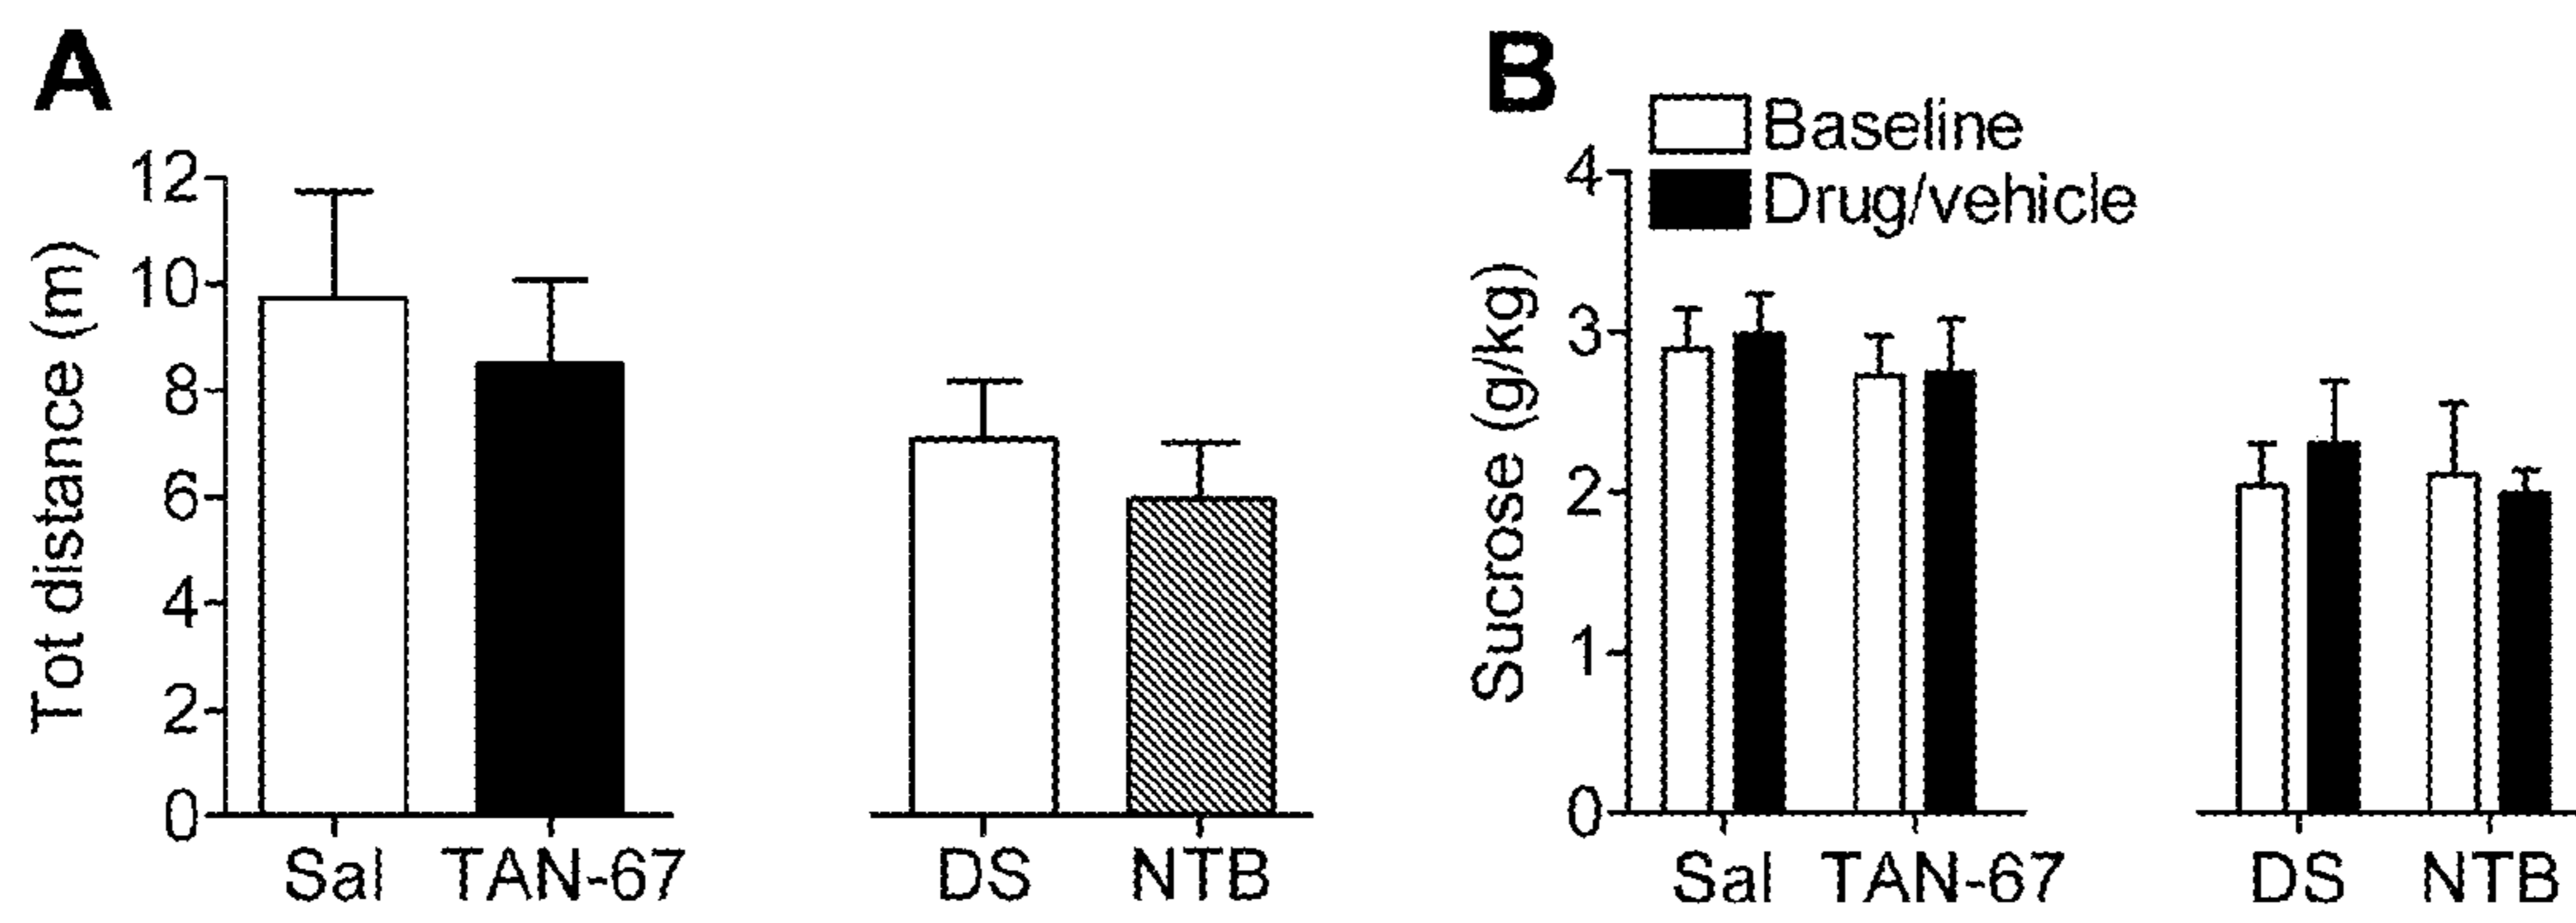 A
Tot distance (m)
12
10
8
6
4
2
0
Sal TAN-67 DS NTB
B
Baseline
Drug/vehicle
Sucrose (g/kg)
4
3
2
1
0
Sal TAN-67 DS NTB